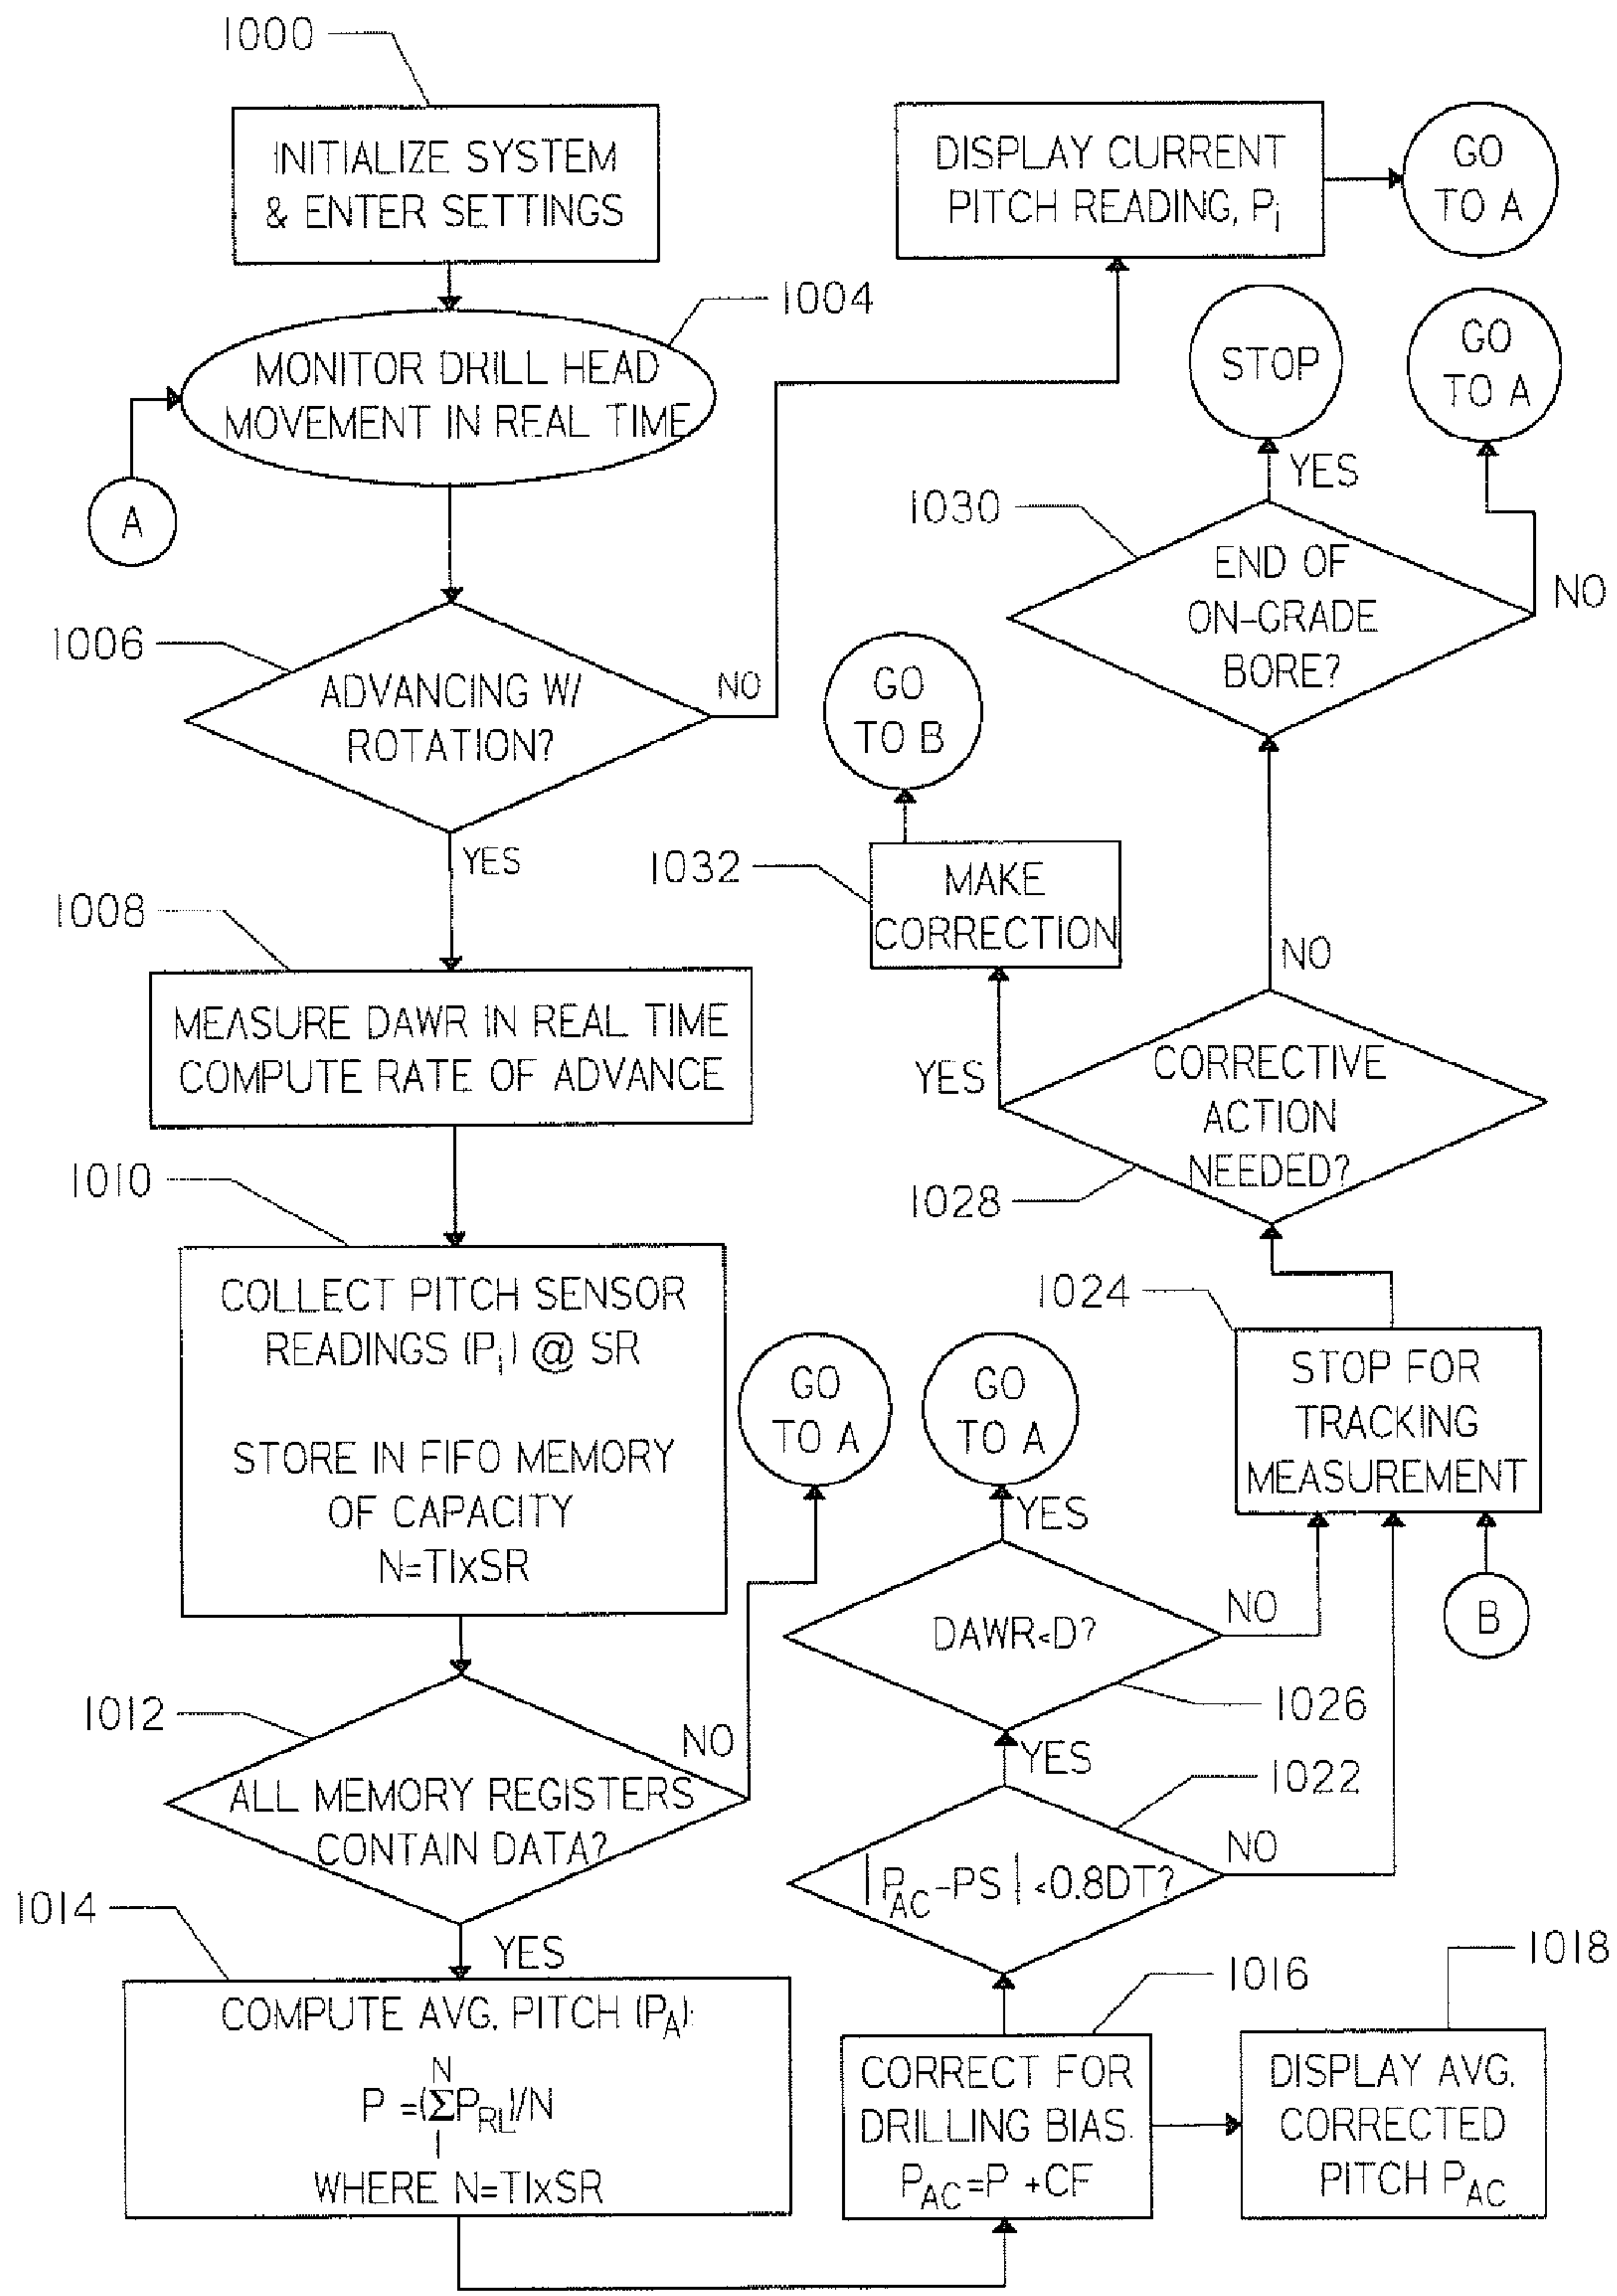 1000
INITIALIZE SYSTEM
& ENTER SETTINGS
1004
MONITOR DRILL HEAD
MOVEMENT IN REAL TIME
A
1006
ADVANCING W/
ROTATION?
NO
YES
DISPLAY CURRENT
PITCH READING, Pi
GO
TO A
1008
MEASURE DAWR IN REAL TIME
COMPUTE RATE OF ADVANCE
1010
COLLECT PITCH SENSOR
READINGS (Pi) @ SR
STORE IN FIFO MEMORY
OF CAPACITY
N=TIxSR
1012
ALL MEMORY REGISTERS
CONTAIN DATA?
NO
GO
TO A
YES
1014
COMPUTE AVG. PITCH (PA):
N
P =(ΣPRL)/N
1
WHERE N=TIxSR
1016
CORRECT FOR
DRILLING BIAS.
PAC=P +CF
1018
DISPLAY AVG.
CORRECTED
PITCH PAC
1022
|PAC-PS|<0.8DT?
NO
YES
1026
DAWR<D?
NO
YES
GO
TO A
B
1024
STOP FOR
TRACKING
MEASUREMENT
1028
CORRECTIVE
ACTION
NEEDED?
YES
NO
1032
MAKE
CORRECTION
GO
TO B
1030
END OF
ON-GRADE
BORE?
YES
NO
STOP
GO
TO A